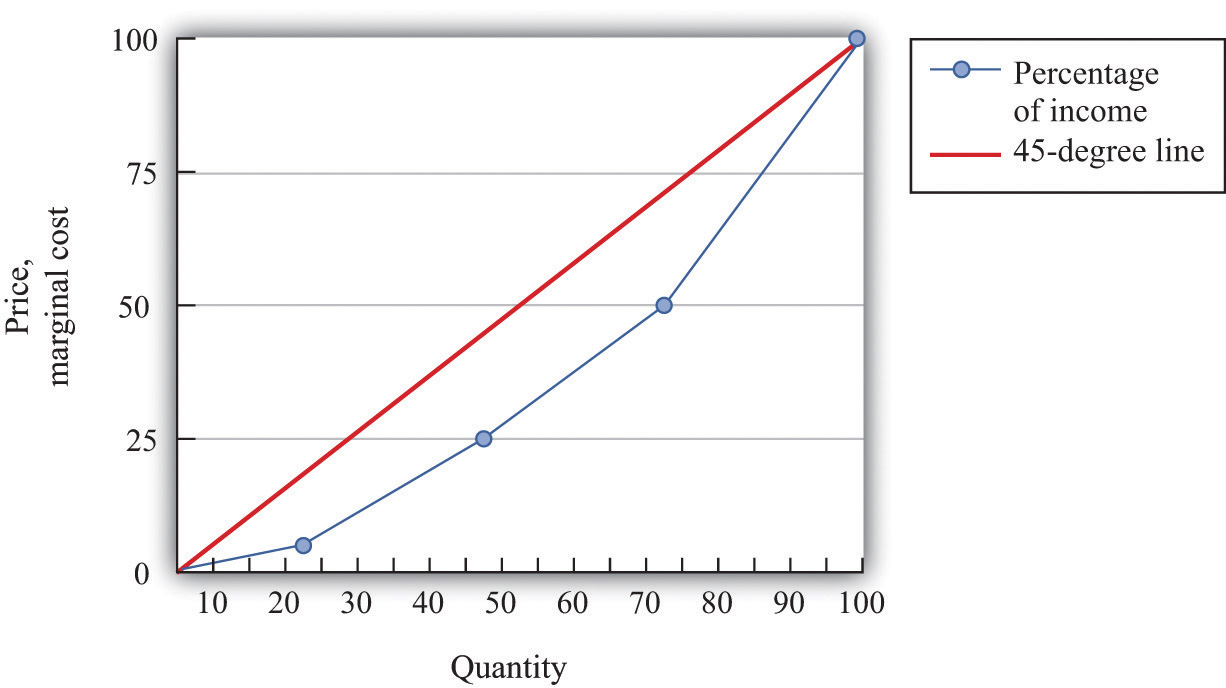 100
75
50
25
0
Price,
marginal cost
10 20 30 40 50 60 70 80 90 100
Quantity
Percentage
of income
45-degree line